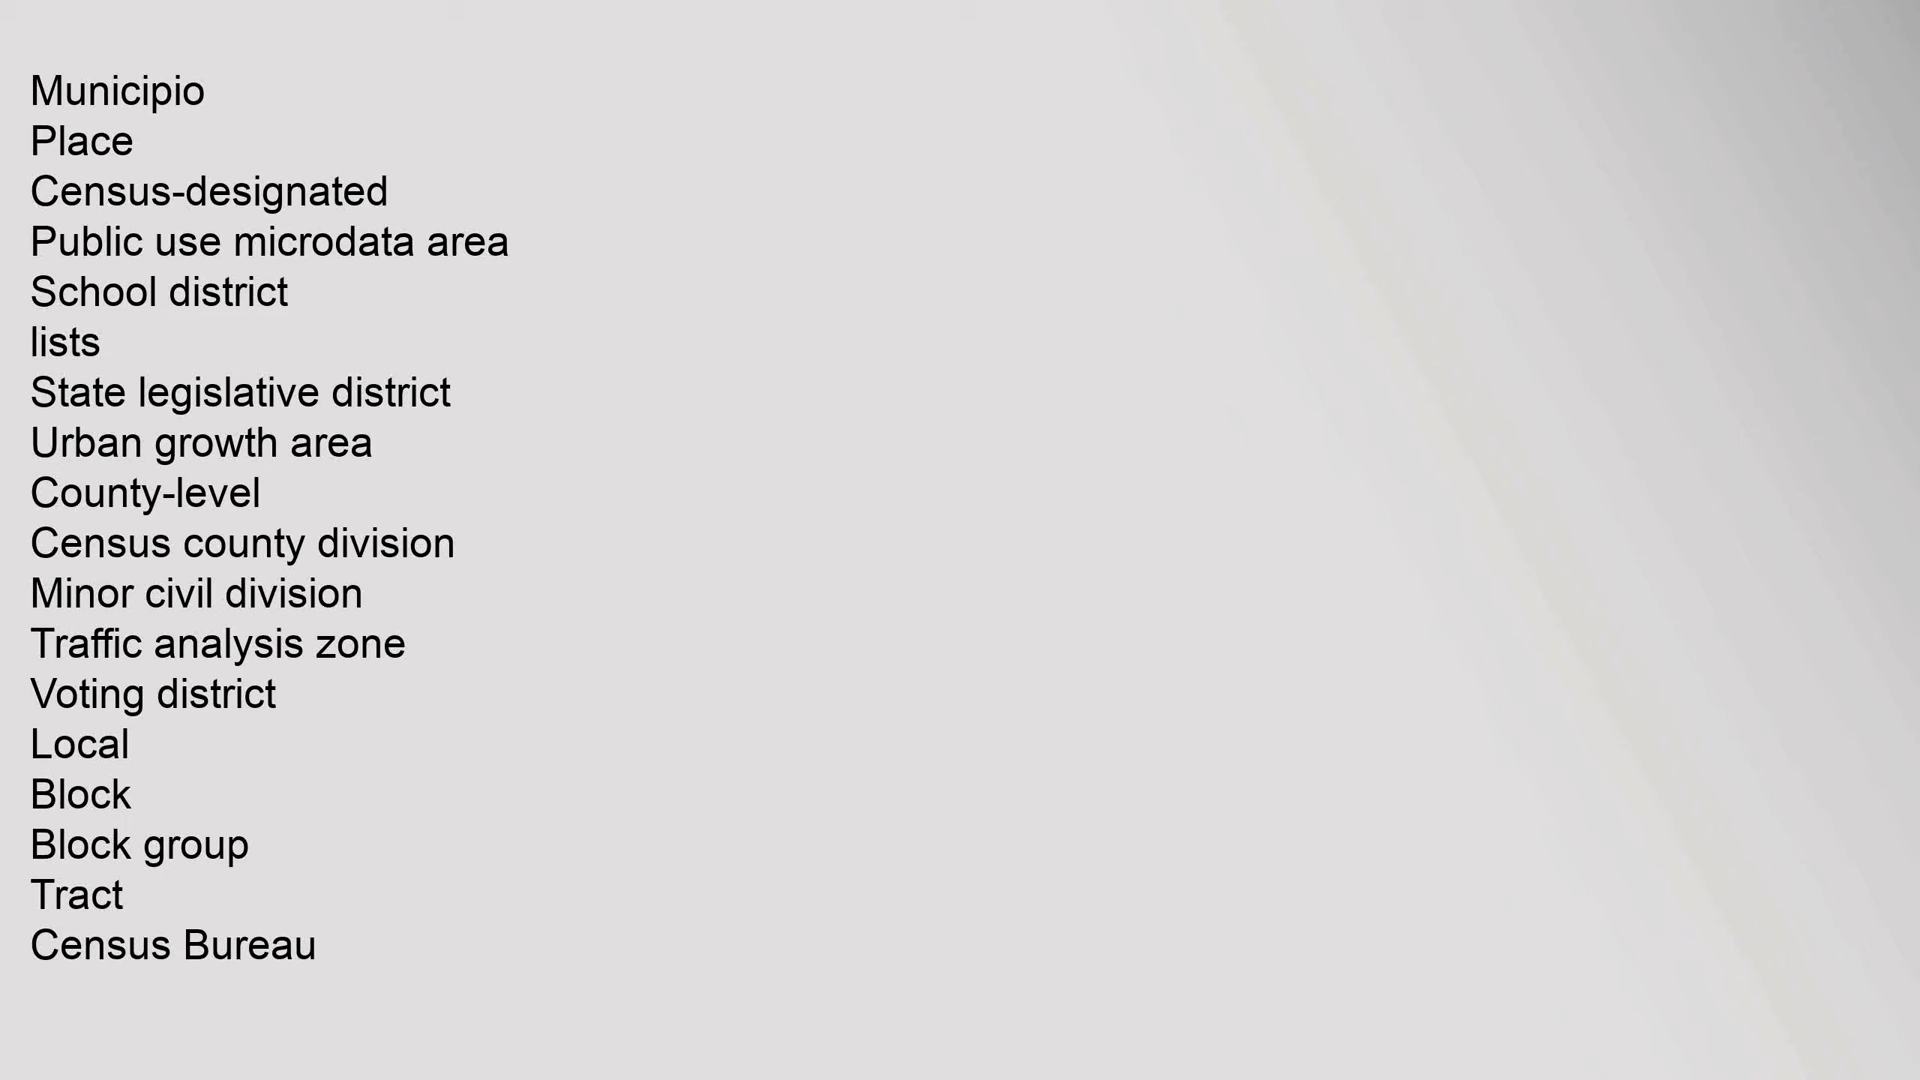 Municipio
Place
Census-designated
Public use microdata area
School district
lists
State legislative district
Urban growth area
County-level
Census county division
Minor civil division
Traffic analysis zone
Voting district
Local
Block
Block group
Tract
Census Bureau